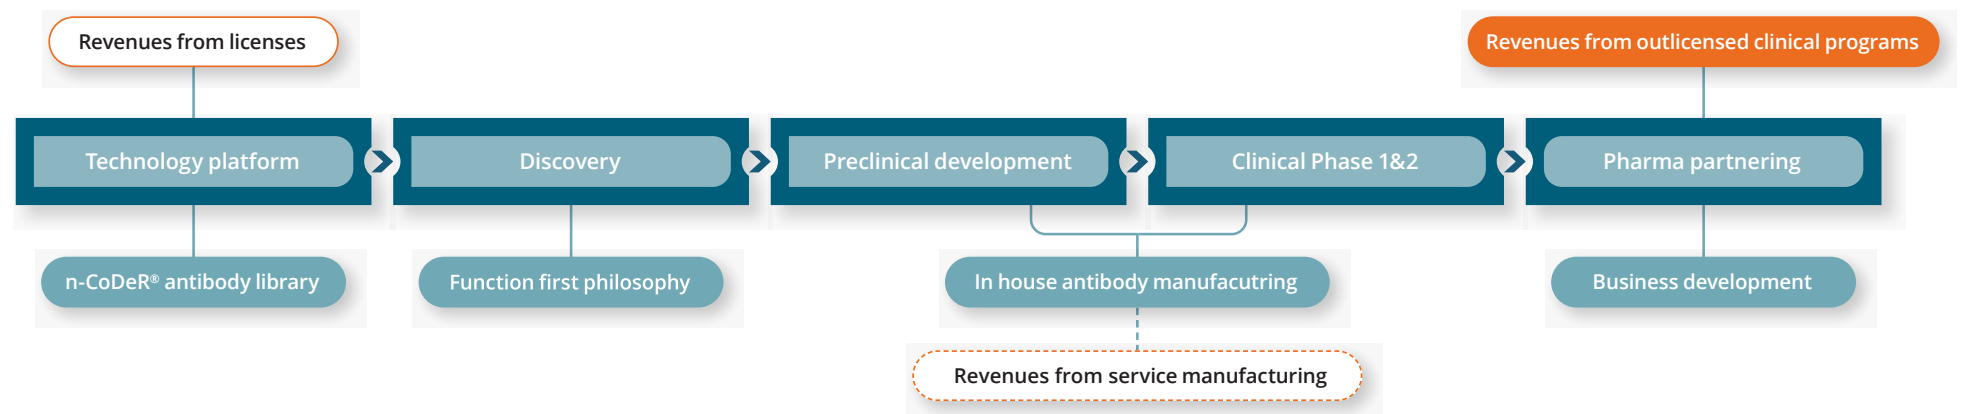 Revenues from licenses
Revenues from outlicensed clinical programs
Technology platform
Discovery
Preclinical development
Clinical Phase 1&2
Pharma partnering
n-CoDeR® antibody library
Function first philosophy
In house antibody manufacutring
Business development
Revenues from service manufacturing